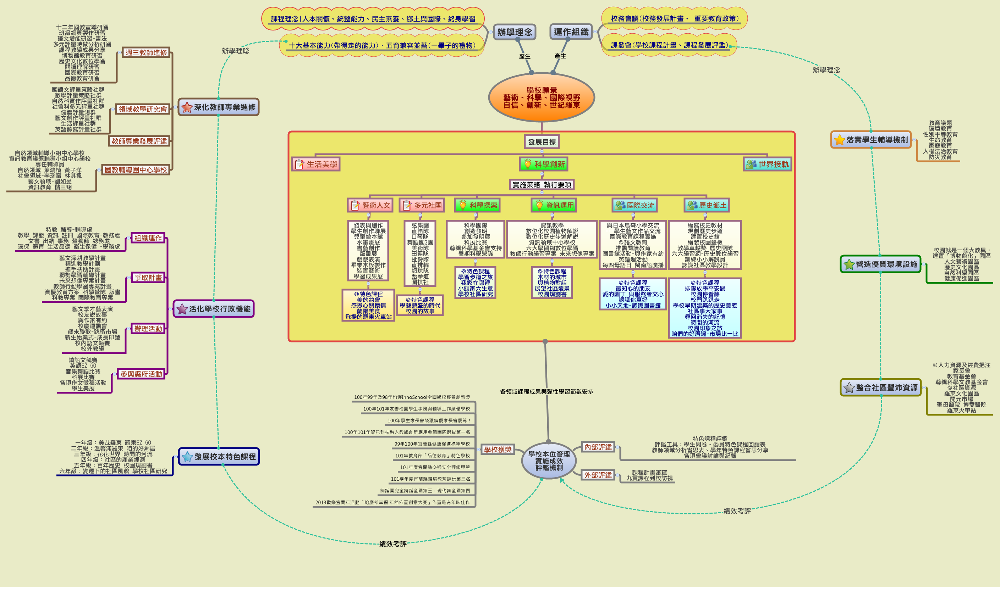 課程理念|人本關懷、統整能力、民主素養、鄉土與國際、終身學習
十大基本能力(帶得走的能力)‧五育兼容並蓄(一畢子的禮物)
辦學理念
運作組織
校務會議(校務發展計畫、 重要教育政策)
課發會(學校課程計畫、課程發展評鑑)
產生
產生
辦學理唸
辦學理念
學校願景
藝術、科學、國際視野
自信、創新、世紀羅東
十二年國教宣導研習
班級網頁製作研習
語文增能研習-書法
多元評量時做分析研習
課程教學成果分享
博物館教育研習
歷史文化數位學習
閱讀理解研習
國際教育研習
品德教育研習
週三教師進修
國語文評量策略社群
數學評量策略社群
自然科實作評量社群
社會科多元評量社群
健體評量測群
藝文創作評量社群
生活評量社群
英語聽寫評量社群
領域教學研究會
深化教師專業進修
教師專業發展評鑑
自然領域輔導小組中心學校
資訊教育議題輔導小組中心學校
專任輔導員
自然領域-葉鴻楨 黃子洋
社會領域-李瑞甯 林其楓
藝文領域-劉如旻
資訊教育-儲三翔
國教輔導團中心學校
特教 輔導-輔導處
教學 課發 資訊 註冊 國際教育-教務處
文書 出納 事務 營養師-總務處
環保 體育 生活品德 衛生保健 -學務處
組織運作
藝文深耕教學計畫
精進教學計劃
攜手扶助計畫
弱勢學習輔導計畫
未來想像專案計畫
教師行動學習專案計畫
資優教育方案-科學營隊 版畫
科教專案 國際教育專案
爭取計畫
活化學校行政機能
藝文季才藝表演
校友説故事
與作家有約
校慶運動會
歲末聯歡-跳蚤市場
新生始業式-成長印證
校內語文競賽
校外教學
辦理活動
鎮語文競賽
英語EZ GO
音樂舞蹈比賽
科展比賽
各項作文徵稿活動
學生美展
參與縣府活動
一年級：美哉羅東 羅東EZ GO
二年級：溫馨滿羅東 咱的好鄰居
三年級：花花世界 時間的河流
四年級：社區的產業經濟
五年級：百年歷史 校園規劃書
六年級：變遷下的社區風貌 學校社區研究
發展校本特色課程
發展目標
生活美學
科學創新
世界接軌
實施策略 執行要項
藝術人文
多元社團
科學探索
資訊運用
國際交流
歷史鄉土
發表與創作
學生創作聯展
兒童繪本館
水墨畫展
書藝創作
版畫展
戲戲表演
畢業木板製作
裝置藝術
學習成果展
◎特色課程
美的約會
感恩心關懷情
蘭陽美食
飛揚的羅東火車站
弦樂團
直笛隊
口琴隊
舞蹈團3團
美術隊
田徑隊
扯鈴隊
直排輪
網球隊
跆拳道
圍棋社
◎特色課程
學藝鼎盛的時代
校園的故事
科學團隊
創造發明
參加發明展
科展比賽
尊親科學基金會支持
暑期科學營隊
◎特色課程
學習步道之旅
我家在哪裡
小頭家大生意
學校社區研究
資訊教學
數位化校園植物解説
數位化歷史步道解説
資訊領域中心學校
六大學習網數位學習
教師行動學習專案 未來想像專案
◎特色課程
木材的城市
與植物對話
展望社區遠景
校園規劃書
與日本烏森小學交流
---學生藝文作品交流
國際教育課程實施
◎語文教育
推動閱讀教育
圖書館活動-與作家有約
英語週活動
每四母語日-閩南語廣播
◎特色課程
最知心的朋友
愛的園丁-與服務者交心
認識你真好
小小天地-認識圖書館
編寫校史教材
規劃歷史步道
建置校史館
繪製校園墊板
教學卓越獎-歷史團隊
六大學習網-歷史數位學習
訓練小小解説員
認識社區教學設計
◎特色課程
排隊放學平安歸
校園停看聽
校門趴趴走
學校早期建築的歷史意義
社區事大家事
尋回消失的記憶
時間的河流
校園印象之旅
咱們的好厝邊-市場比一比
落實學生輔導機制
教育議題
環境教育
性別平等教育
生命教育
家庭教育
人權法治教育
防災教育
營造優質環境設施
校園就是一個大教具，
建置「博物館化」園區
人文藝術園區
歷史文化園區
自然科學園區
健康促進園區
整合社區豐沛資源
◎人力資源及經費挹注
家長會
教育基金會
尊親科學文教基金會
◎社區資源
羅東文化園區
開元市場
聖母醫院 博愛醫院
羅東火車站
各領域課程成果與彈性學習節數安排
100年99年及98年均獲InnoSchool全國學校經營創新獎
100年101年友善校園學生事務與輔導工作績優學校
100年學生家長會榮獲績優家長會優等！
100年101年資訊科技融入教學創新應用典範團隊選拔第一名
99年100年宜蘭縣健康促進標竿學校
101年教育部「品德教育」特色學校
101年度宜蘭縣交通安全評鑑甲等
101學年度宜蘭縣環境教育評比第三名
舞蹈團兒童舞蹈全國第三．現代舞全國第四
2013歡樂宜蘭年活動「蛇麼都幸福 年節佈置創意大賽」佈置最有年味佳作
學校獲獎
學校本位管理
實施成效
評鑑機制
內部評鑑
特色課程評鑑
評鑑工具：學生問卷、委員特色課程回饋表
教師領域分析省思表、學年特色課程省思分享
各項會議討論與紀錄
外部評鑑
課程計畫審查
九貫課程到校訪視
績效考評
績效考評